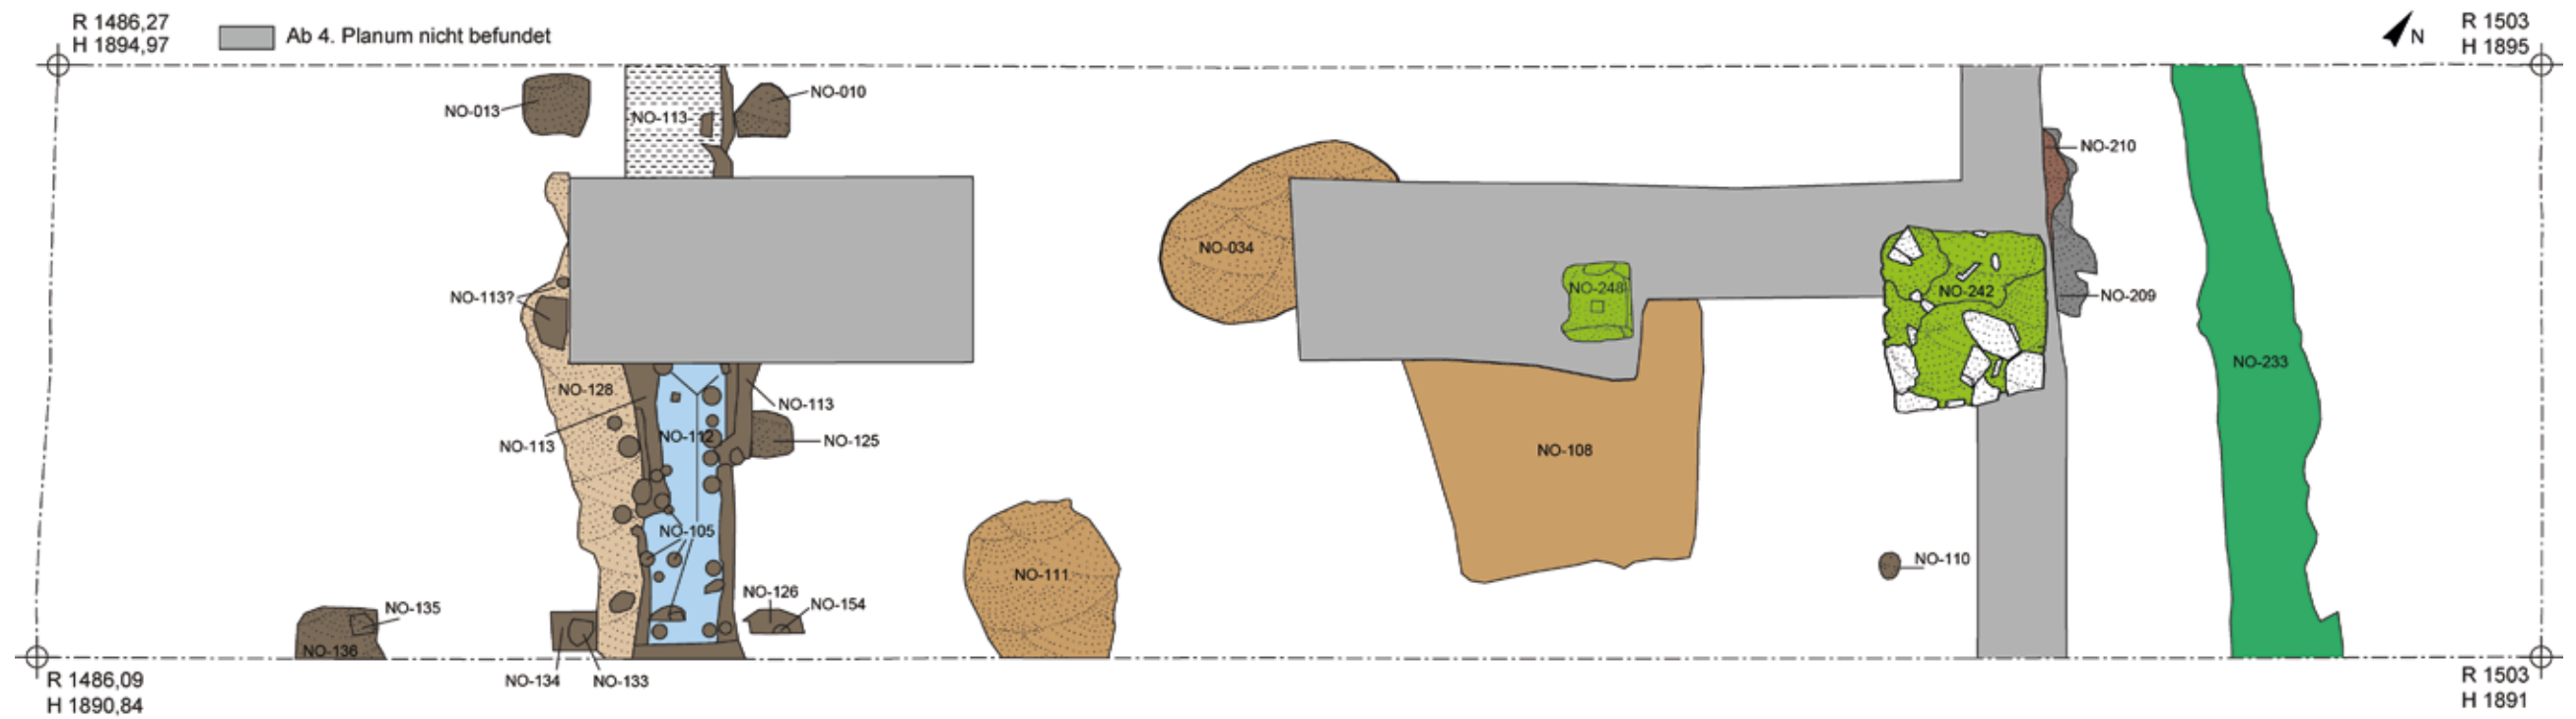 R 1486,27
H 1894,97
Ab 4. Planum nicht befundet
N
R 1503
H 1895
NO-013
NO-113
NO-010
NO-210
NO-034
NO-248
NO-242
NO-209
NO-113?
NO-128
NO-113
NO-233
NO-112
NO-125
NO-113
NO-108
NO-105
NO-110
NO-111
NO-126
NO-154
NO-135
NO-136
NO-134
NO-133
R 1486,09
H 1890,84
R 1503
H 1891